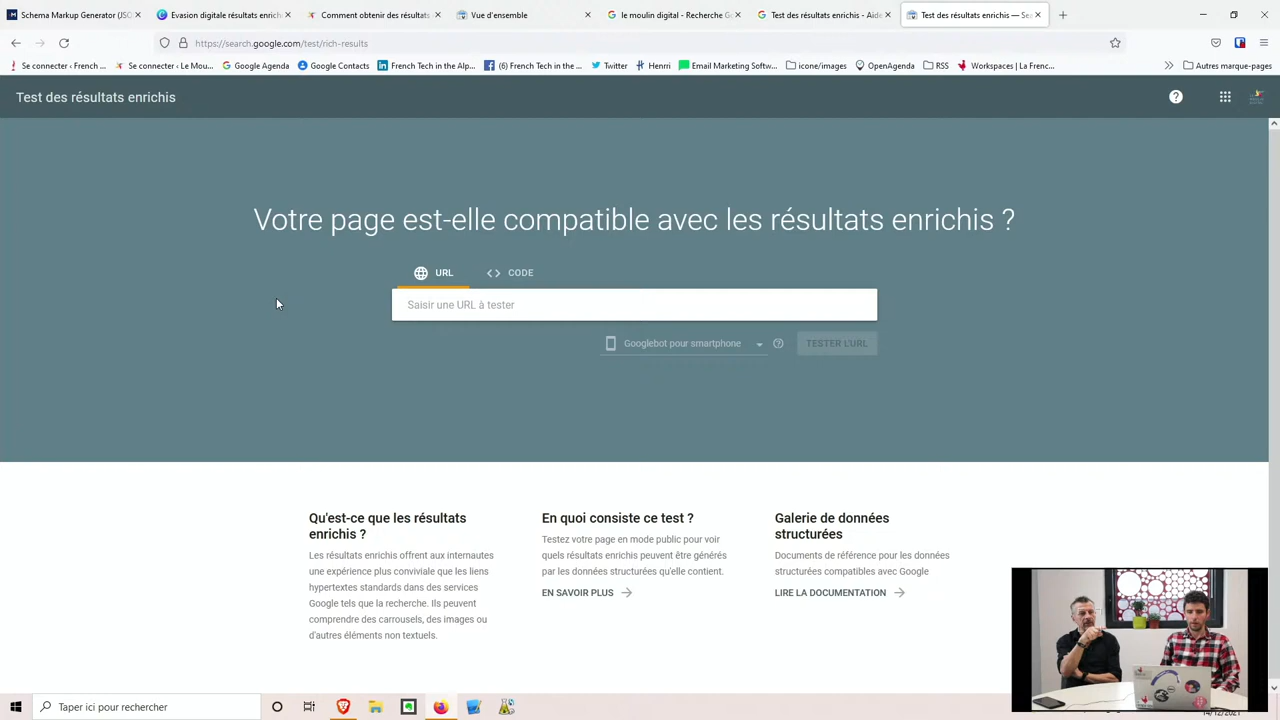 Schema Markup Generator (JSO
Evasion digitale résultats enrich
Comment obtenir des résultats
Vue d'ensemble
le moulin digital - Recherche G
Test des résultats enrichis - Aide
Test des résultats enrichis — Se
https://search.google.com/test/rich-results
Se connecter ‹ French ...
Se connecter ‹ Le Mou...
Google Agenda
Google Contacts
French Tech in the Alp...
(6) French Tech in the ...
Twitter
Henrri
Email Marketing Softw...
icone/images
OpenAgenda
RSS
Workspaces | La Frenc...
Autres marque-pages
Test des résultats enrichis
Votre page est-elle compatible avec les résultats enrichis ?
URL
CODE
Saisir une URL à tester
Googlebot pour smartphone
TESTER L'URL
Qu'est-ce que les résultats
enrichis ?
Les résultats enrichis offrent aux internautes
une expérience plus conviviale que les liens
hypertextes standards dans des services
Google tels que la recherche. Ils peuvent
comprendre des carrousels, des images ou
d'autres éléments non textuels.
En quoi consiste ce test ?
Testez votre page en mode public pour voir
quels résultats enrichis peuvent être générés
par les données structurées qu'elle contient.
EN SAVOIR PLUS
Galerie de données
structurées
Documents de référence pour les données
structurées compatibles avec Google
LIRE LA DOCUMENTATION
Taper ici pour rechercher
14/12/2021